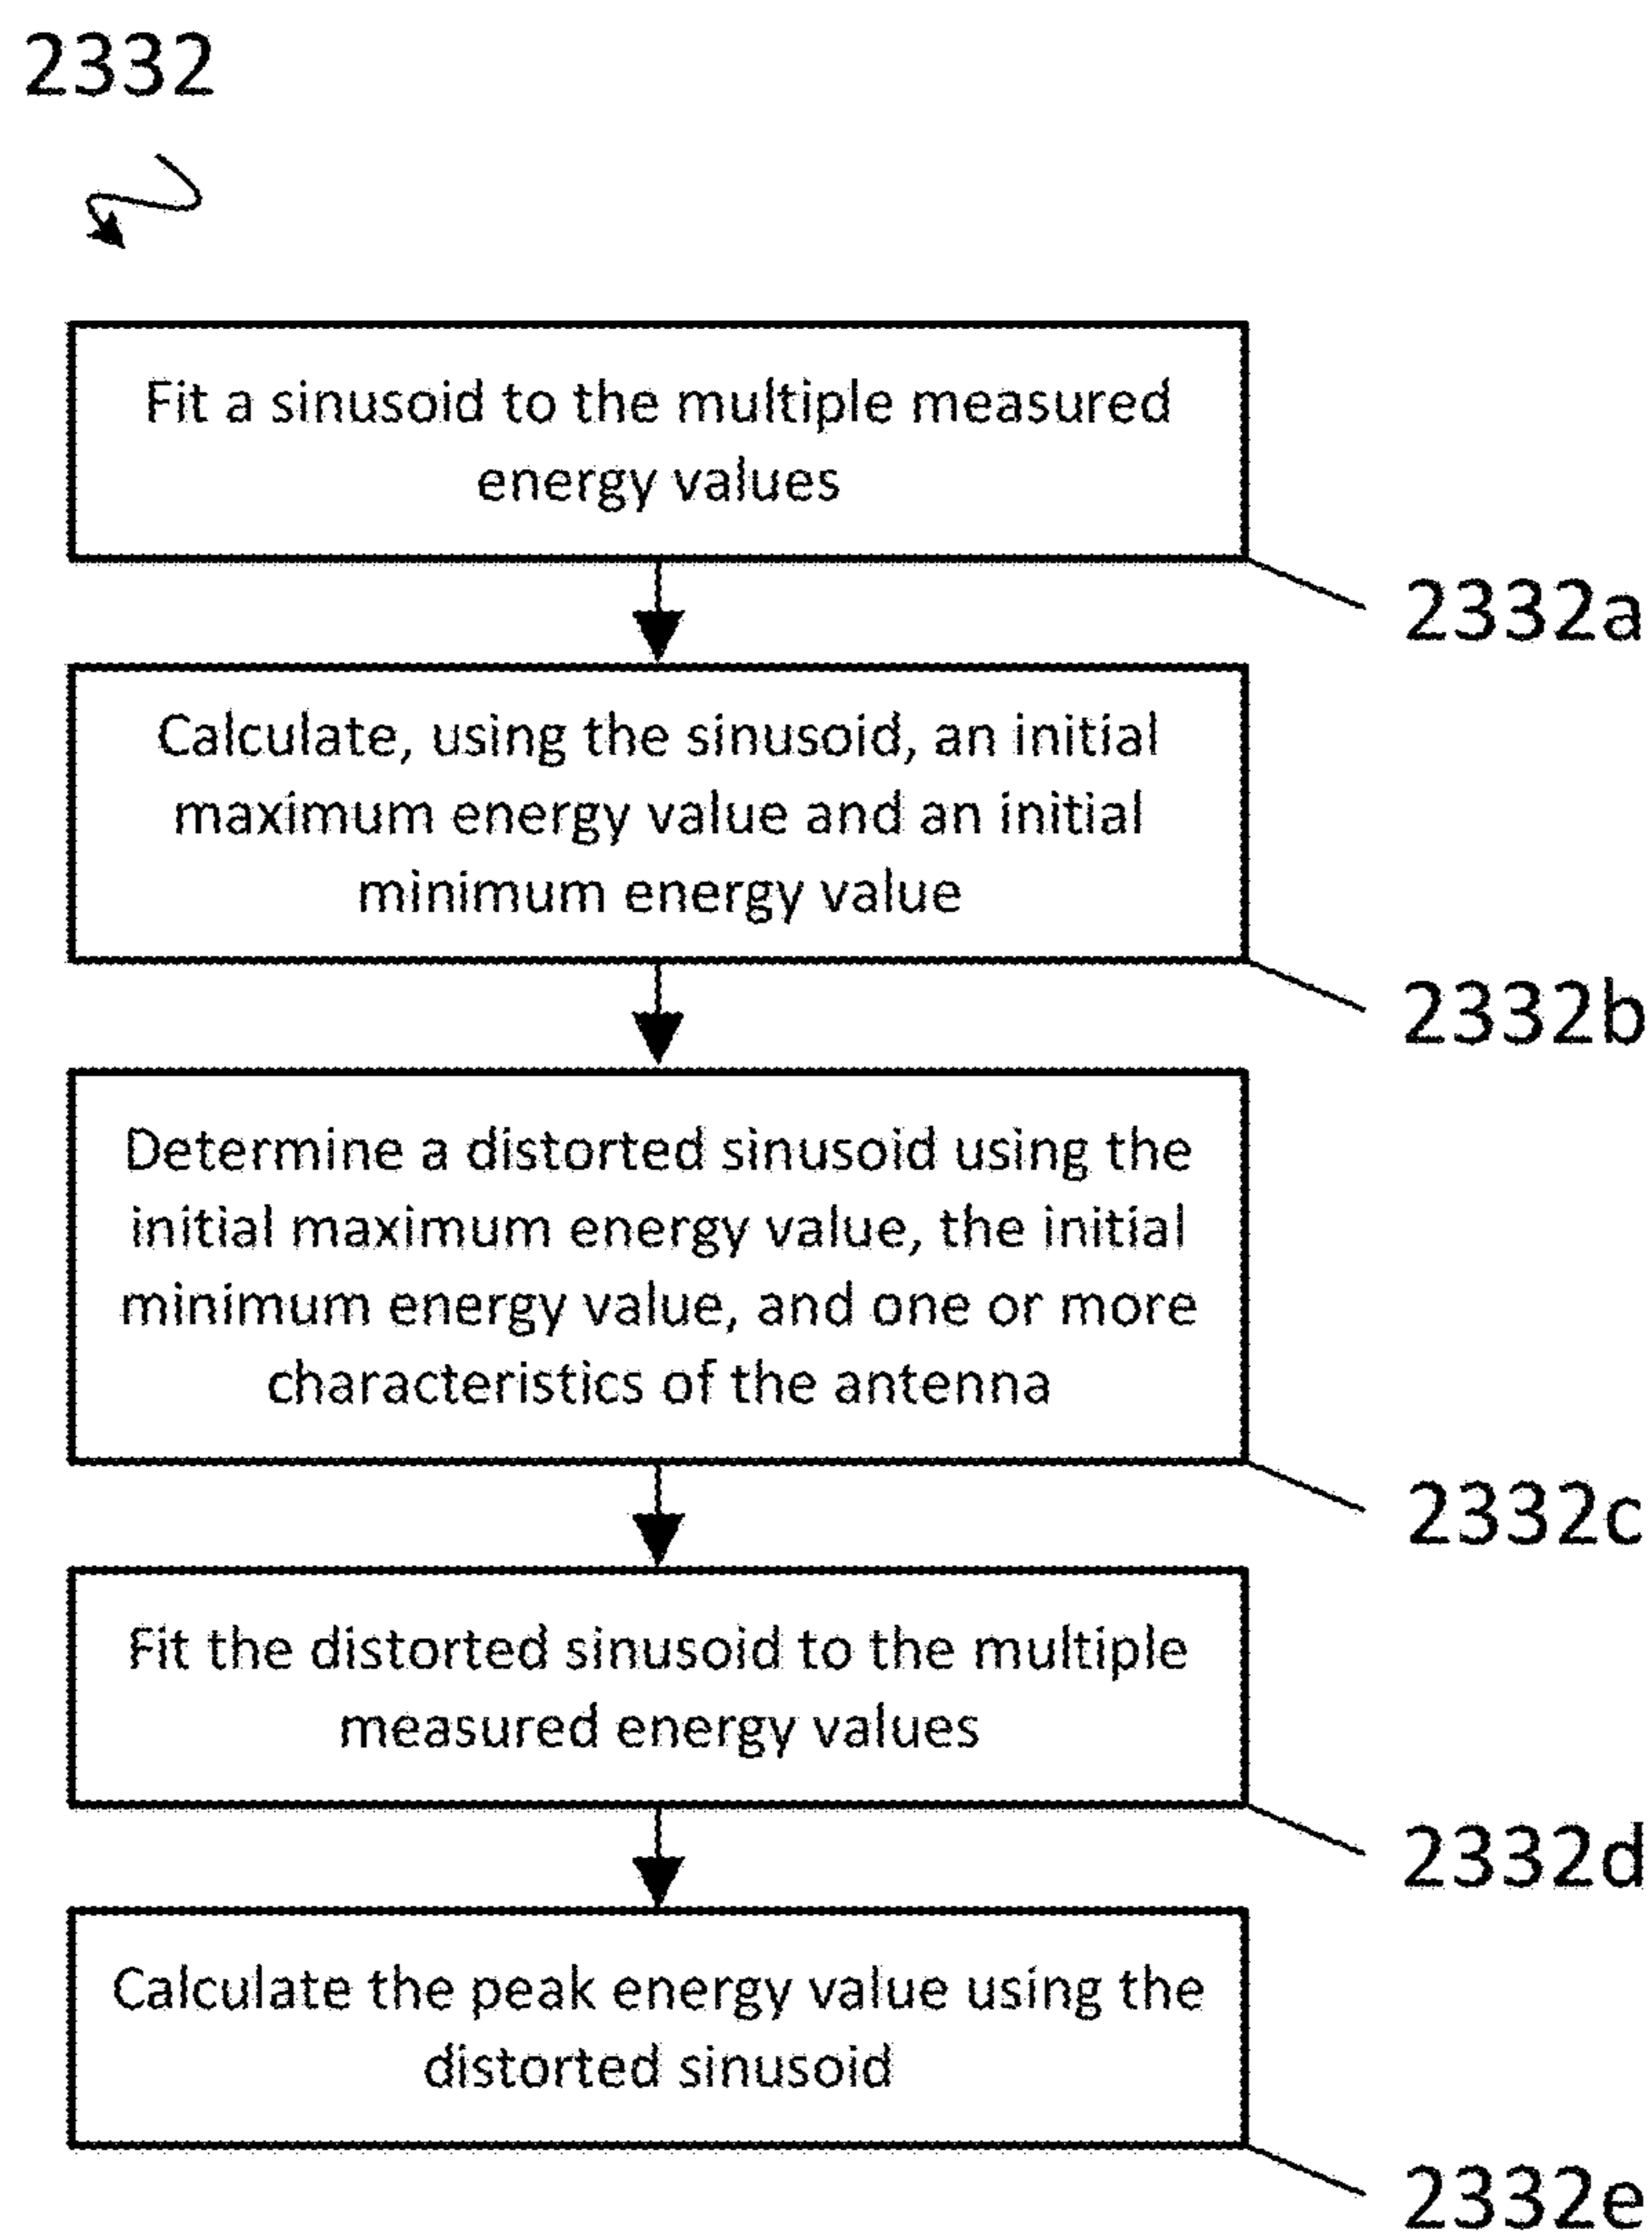 2332
Fit a sinusoid to the multiple measured
energy values
2332a
Calculate, using the sinusoid, an initial
maximum energy value and an initial
minimum energy value
2332b
Determine a distorted sinusoid using the
initial maximum energy value, the initial
minimum energy value, and one or more
characteristics of the antenna
2332c
Fit the distorted sinusoid to the multiple
measured energy values
2332d
Calculate the peak energy value using the
distorted sinusoid
2332e